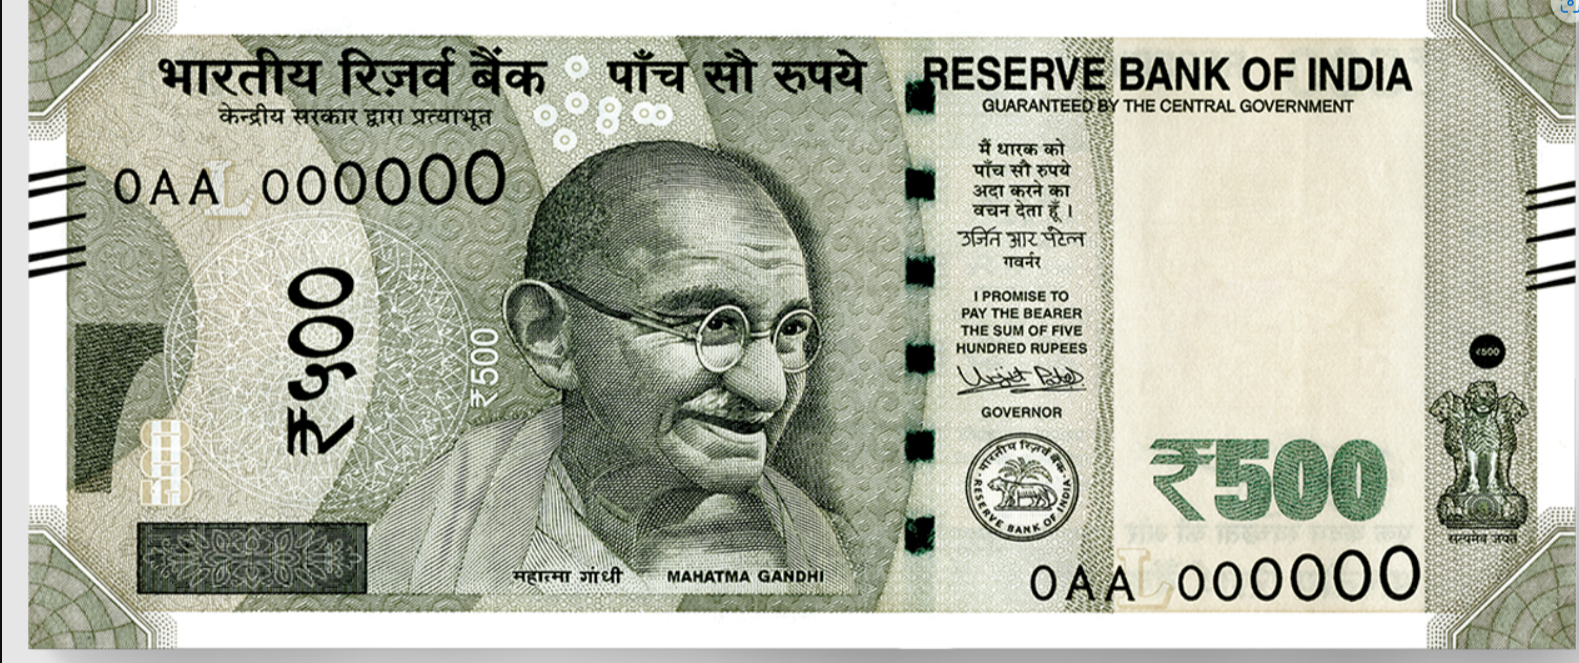 भारतीय रिज़र्व बैंक पाँच सौ रुपये
केन्द्रीय सरकार द्वारा प्रत्याभूत
RESERVE BANK OF INDIA
GUARANTEED BY THE CENTRAL GOVERNMENT
0AA 000000
L
₹५००
₹500
मैं धारक को
पाँच सौ रुपये
अदा करने का
वचन देता हूँ ।
उर्जित आर पटेल
गवर्नर
I PROMISE TO
PAY THE BEARER
THE SUM OF FIVE
HUNDRED RUPEES
Urjit Patel
GOVERNOR
भारतीय रिज़र्व बैंक
RESERVE BANK OF INDIA
₹500
₹500
सत्यमेव जयते
महात्मा गांधी MAHATMA GANDHI
0AA 000000
L